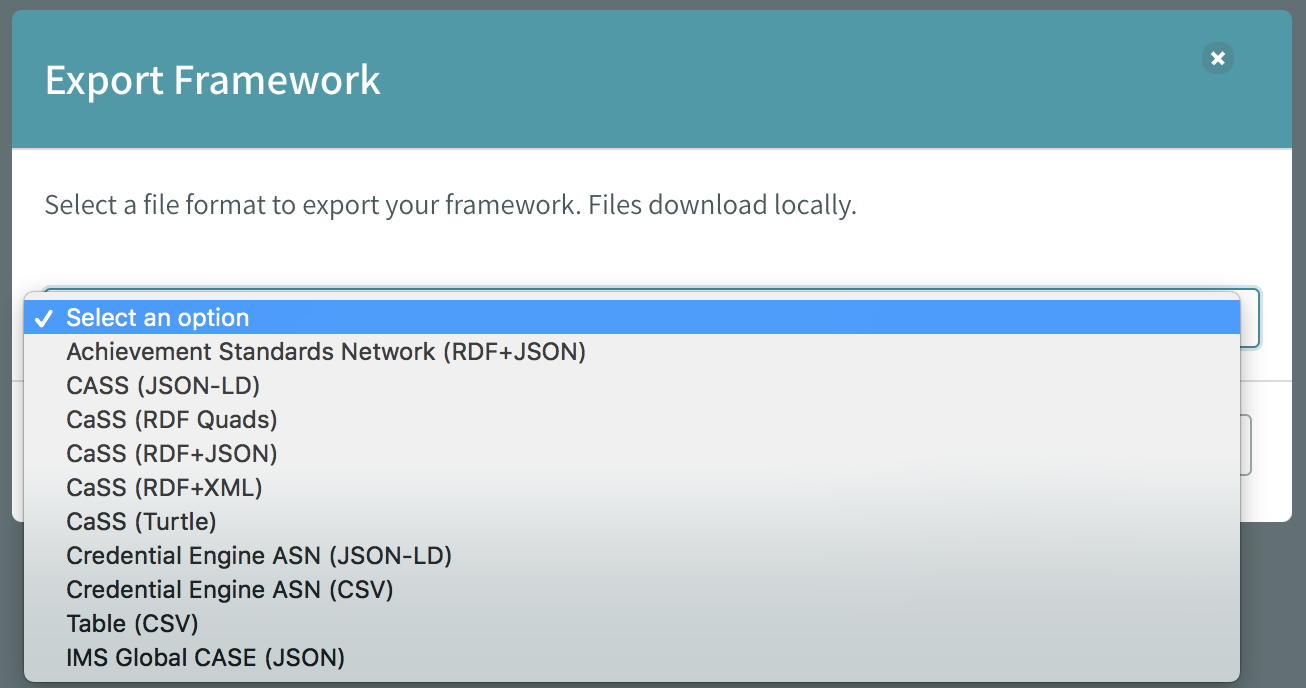 Export Framework
Select a file format to export your framework. Files download locally.
✓ Select an option
Achievement Standards Network (RDF+JSON)
CASS (JSON-LD)
CaSS (RDF Quads)
CaSS (RDF+JSON)
CaSS (RDF+XML)
CaSS (Turtle)
Credential Engine ASN (JSON-LD)
Credential Engine ASN (CSV)
Table (CSV)
IMS Global CASE (JSON)